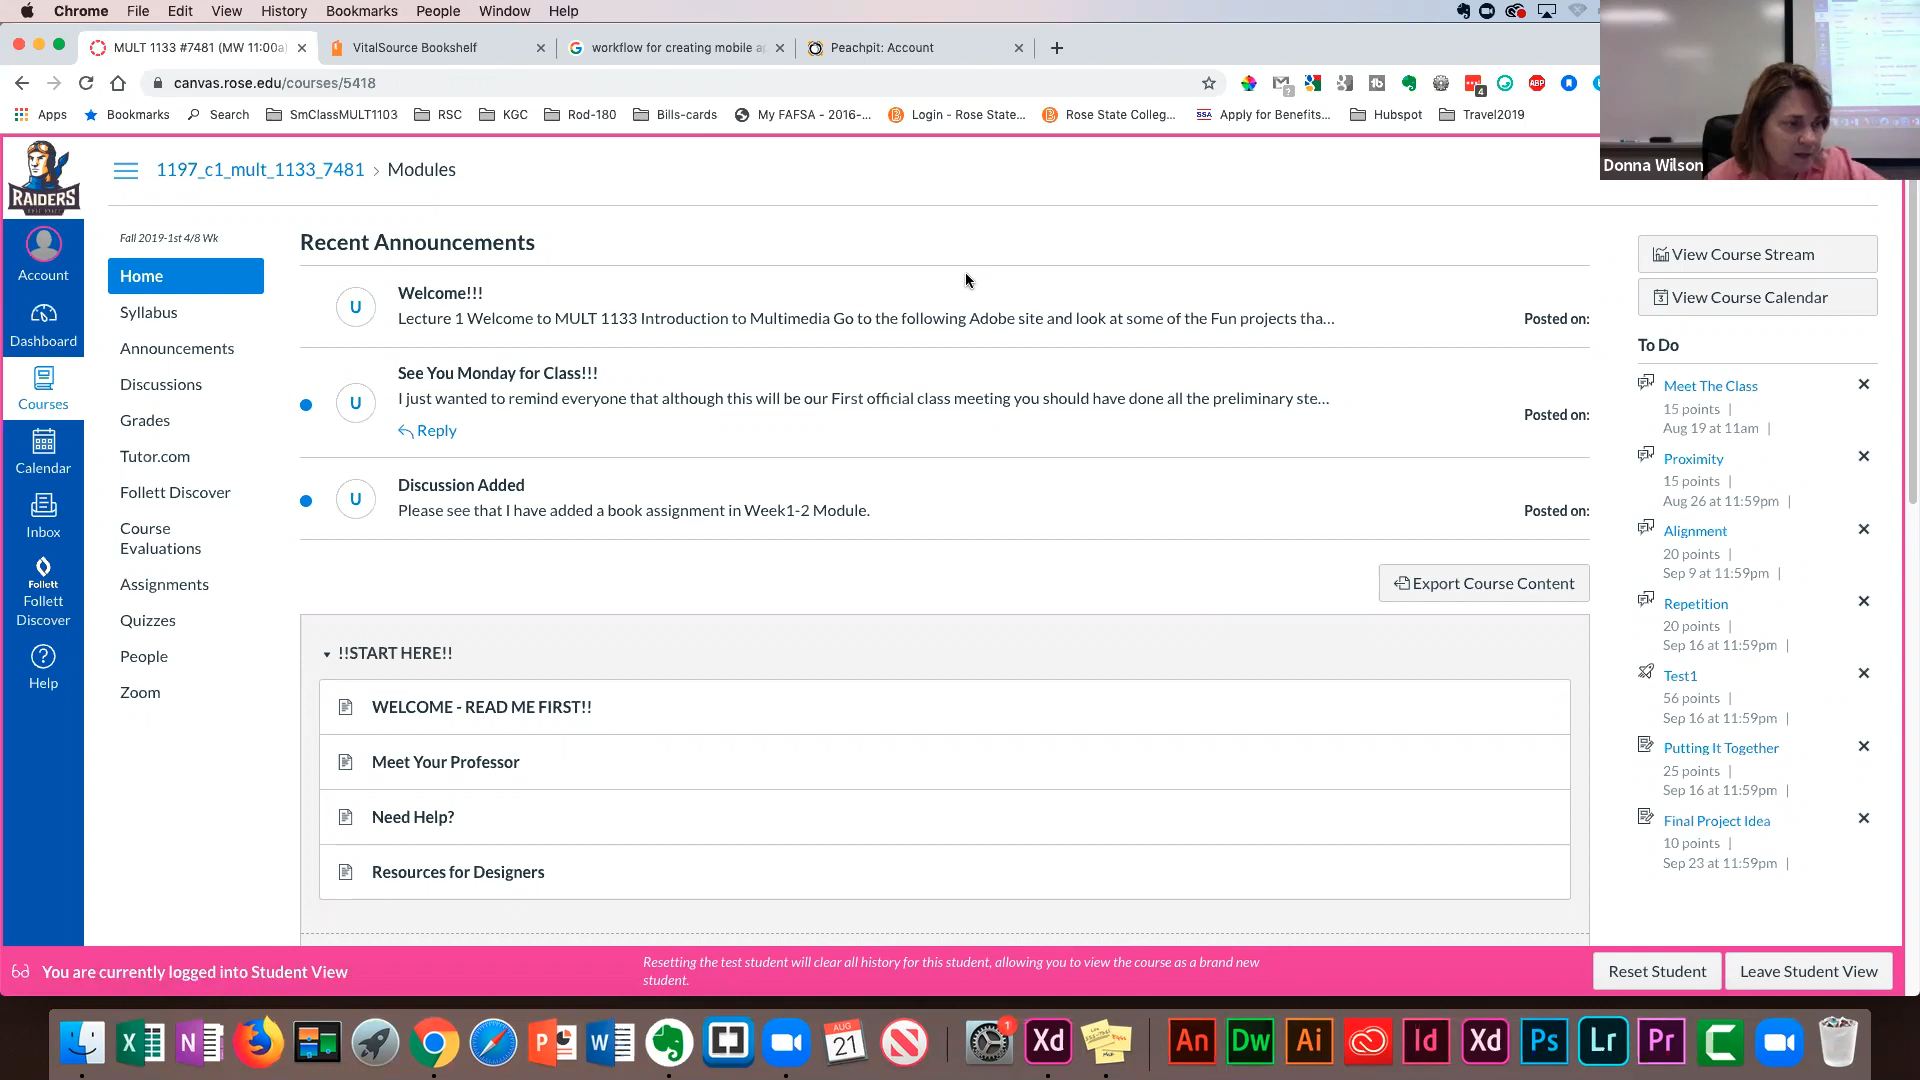 Chrome File Edit View History Bookmarks People Window Help
MULT 1133 #7481 (MW 11:00a)
VitalSource Bookshelf
workflow for creating mobile ap
Peachpit: Account
canvas.rose.edu/courses/5418
Apps Bookmarks Search SmClassMULT1103 RSC KGC Rod-180 Bills-cards My FAFSA - 2016-... Login - Rose State... Rose State Colleg... SSA Apply for Benefits... Hubspot Travel2019
Donna Wilson
RAIDERS
1197_c1_mult_1133_7481 › Modules
Account
Dashboard
Courses
Calendar
Inbox
Follett
Follett
Discover
Help
Fall 2019-1st 4/8 Wk
Home
Syllabus
Announcements
Discussions
Grades
Tutor.com
Follett Discover
Course
Evaluations
Assignments
Quizzes
People
Zoom
Recent Announcements
U
Welcome!!!
Lecture 1 Welcome to MULT 1133 Introduction to Multimedia Go to the following Adobe site and look at some of the Fun projects tha...
Posted on:
U
See You Monday for Class!!!
I just wanted to remind everyone that although this will be our First official class meeting you should have done all the preliminary ste...
Posted on:
Reply
U
Discussion Added
Please see that I have added a book assignment in Week1-2 Module.
Posted on:
Export Course Content
!!START HERE!!
WELCOME - READ ME FIRST!!
Meet Your Professor
Need Help?
Resources for Designers
View Course Stream
View Course Calendar
To Do
Meet The Class
15 points |
Aug 19 at 11am |
Proximity
15 points |
Aug 26 at 11:59pm |
Alignment
20 points |
Sep 9 at 11:59pm |
Repetition
20 points |
Sep 16 at 11:59pm |
Test1
56 points |
Sep 16 at 11:59pm |
Putting It Together
25 points |
Sep 16 at 11:59pm |
Final Project Idea
10 points |
Sep 23 at 11:59pm |
You are currently logged into Student View
Resetting the test student will clear all history for this student, allowing you to view the course as a brand new
student.
Reset Student
Leave Student View
AUG
21
1
Xd An Dw Ai Id Xd Ps Lr Pr